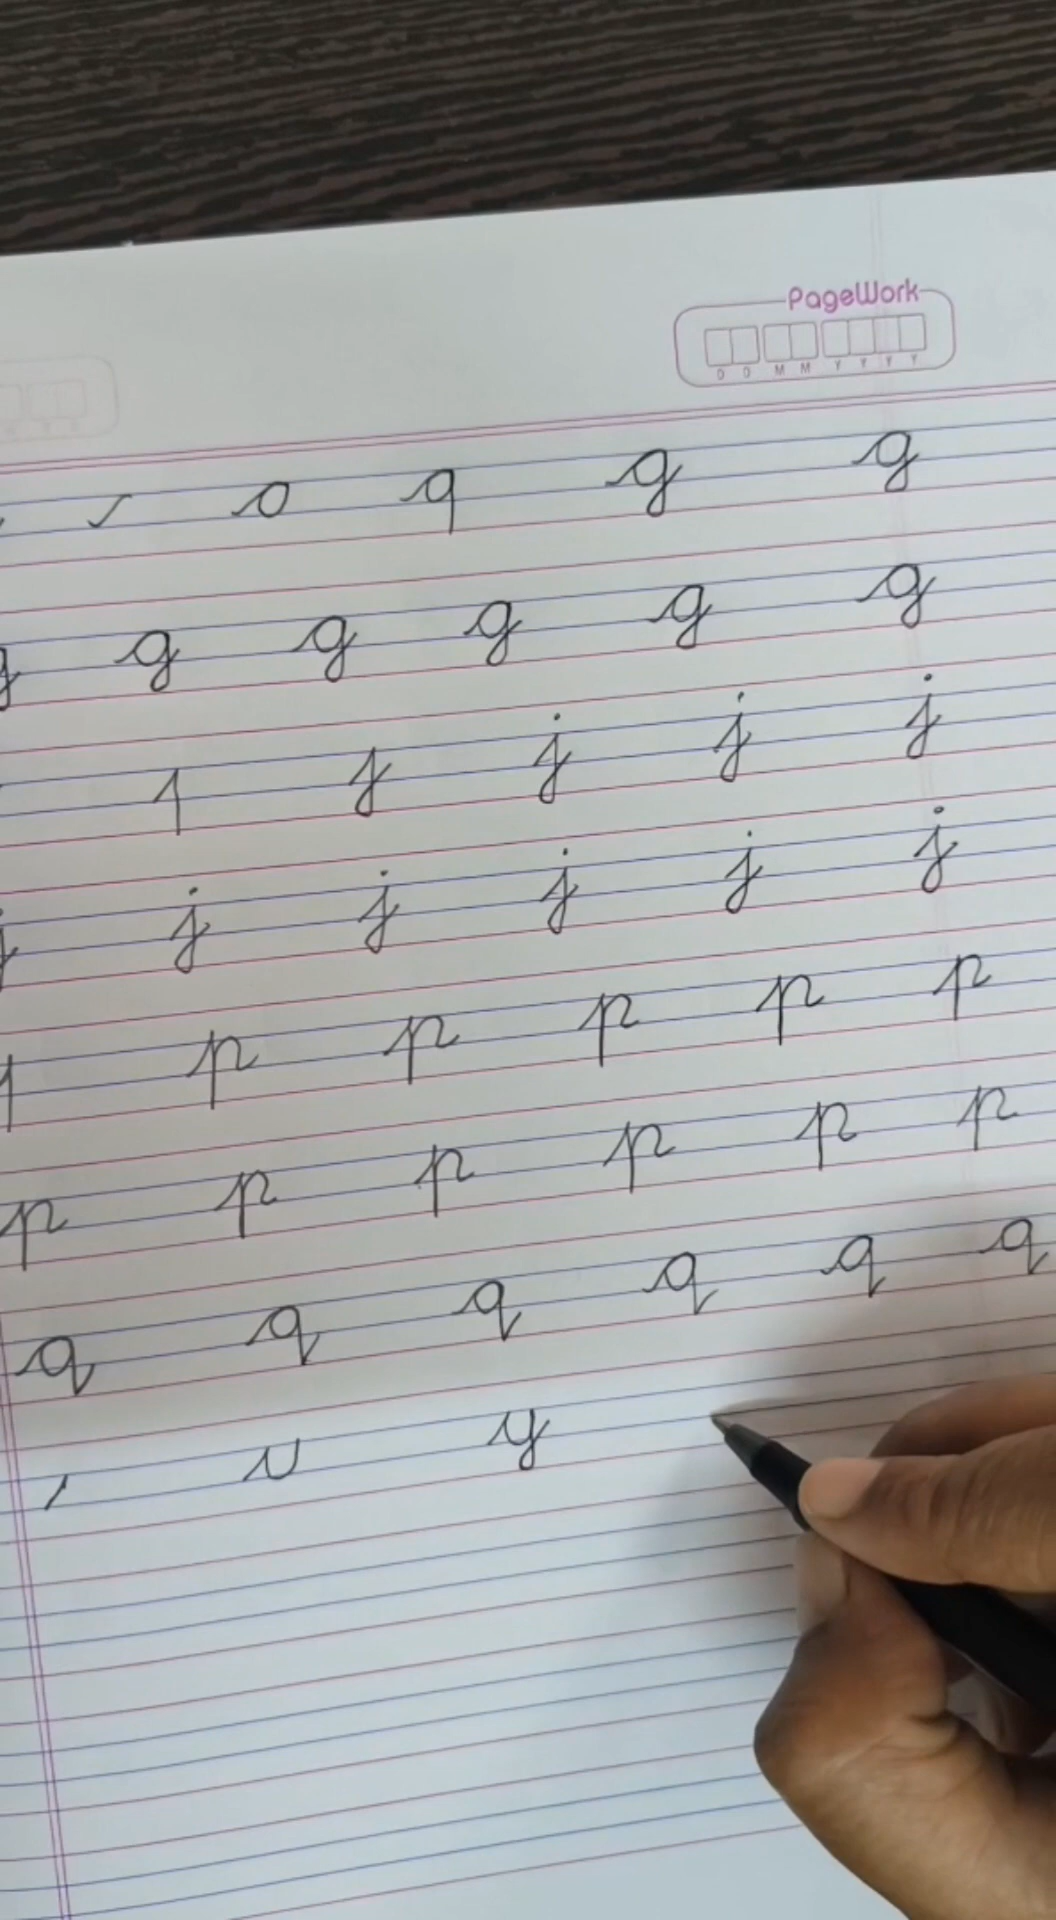 PageWork
D D M M Y Y Y Y
o q g g
g g g g g g
j j j j
j j j j j j
p p p p p
p p p p p p
q q q q q q
y